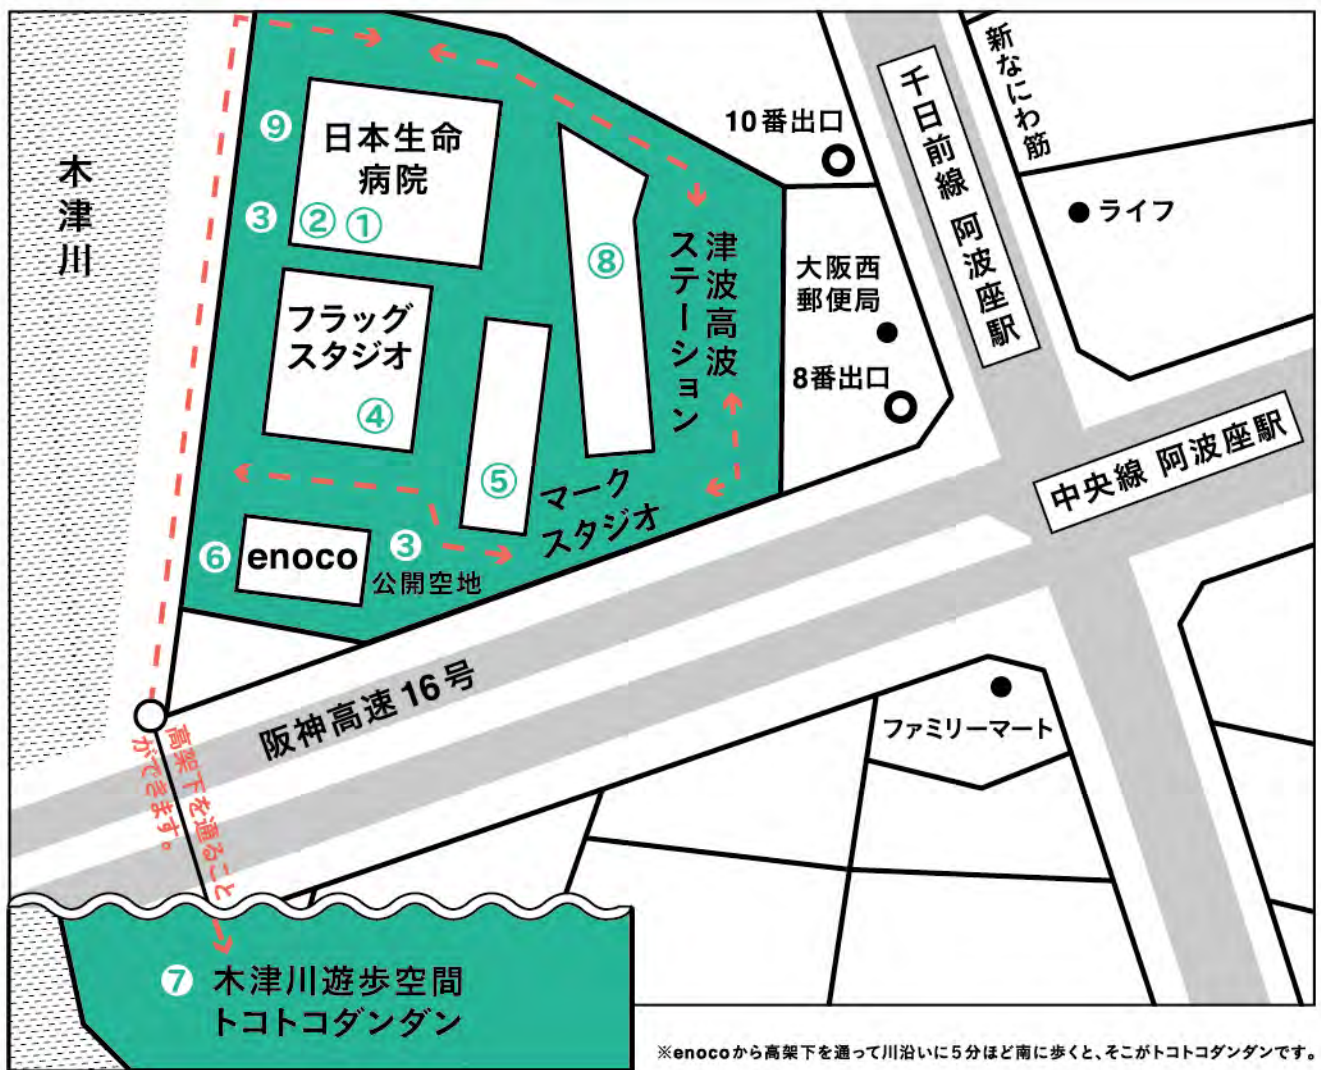 木津川
⑨
日本生命
病院
③
② ①
⑧
フラッグ
スタジオ
④
⑤
津波高波
ステーション
マーク
スタジオ
⑥
enoco
③
公開空地
10番出口
千日前線 阿波座駅
新なにわ筋
ライフ
大阪西
郵便局
8番出口
中央線 阿波座駅
阪神高速16号
高架下を通ること
ができます。
ファミリーマート
⑦ 木津川遊歩空間
トコトコダンダン
※enocoから高架下を通って川沿いに5分ほど南に歩くと、そこがトコトコダンダンです。